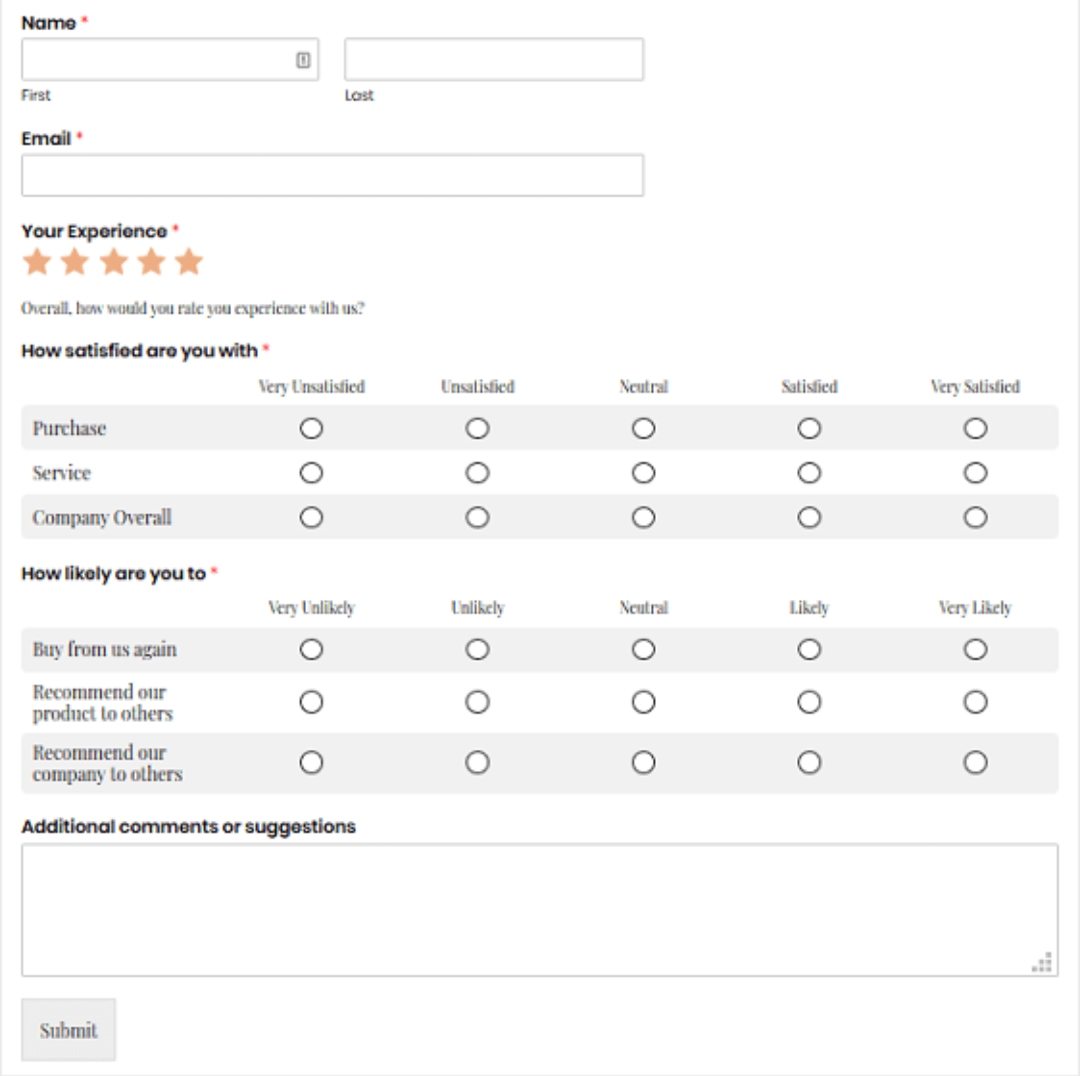 Name *
First Last
Email *
Your Experience *
Overall, how would you rate you experience with us?
How satisfied are you with *
Very Unsatisfied Unsatisfied Neutral Satisfied Very Satisfied
Purchase
Service
Company Overall
How likely are you to *
Very Unlikely Unlikely Neutral Likely Very Likely
Buy from us again
Recommend our
product to others
Recommend our
company to others
Additional comments or suggestions
Submit